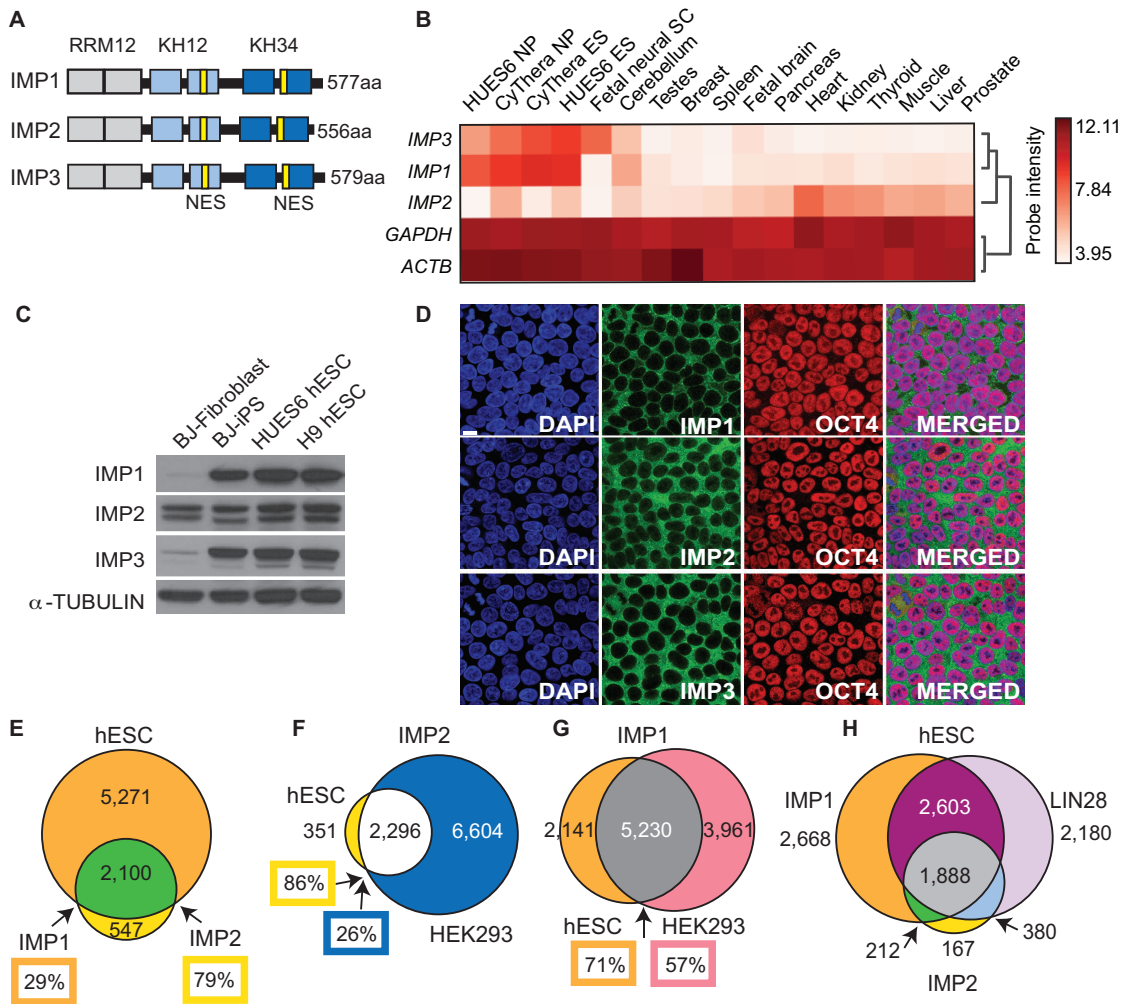 A
RRM12 KH12 KH34
IMP1 577aa
IMP2 556aa
IMP3 579aa
NES NES
B
HUES6 NP
CyThera NP
CyThera ES
HUES6 ES
Fetal neural SC
Cerebellum
Testes
Breast
Spleen
Fetal brain
Pancreas
Heart
Kidney
Thyroid
Muscle
Liver
Prostate
IMP3
IMP1
IMP2
GAPDH
ACTB
Probe intensity
12.11
7.84
3.95
C
BJ-Fibroblast
BJ-iPS
HUES6 hESC
H9 hESC
IMP1
IMP2
IMP3
α-TUBULIN
D
DAPI IMP1 OCT4 MERGED
DAPI IMP2 OCT4 MERGED
DAPI IMP3 OCT4 MERGED
E
hESC
5,271
2,100
547
IMP1 IMP2
29% 79%
F
IMP2
hESC
351 2,296 6,604
86%
26% HEK293
G
IMP1
2,141 5,230 3,961
hESC HEK293
71% 57%
H
hESC
IMP1 LIN28
2,603
2,668 2,180
1,888
380
212 167
IMP2